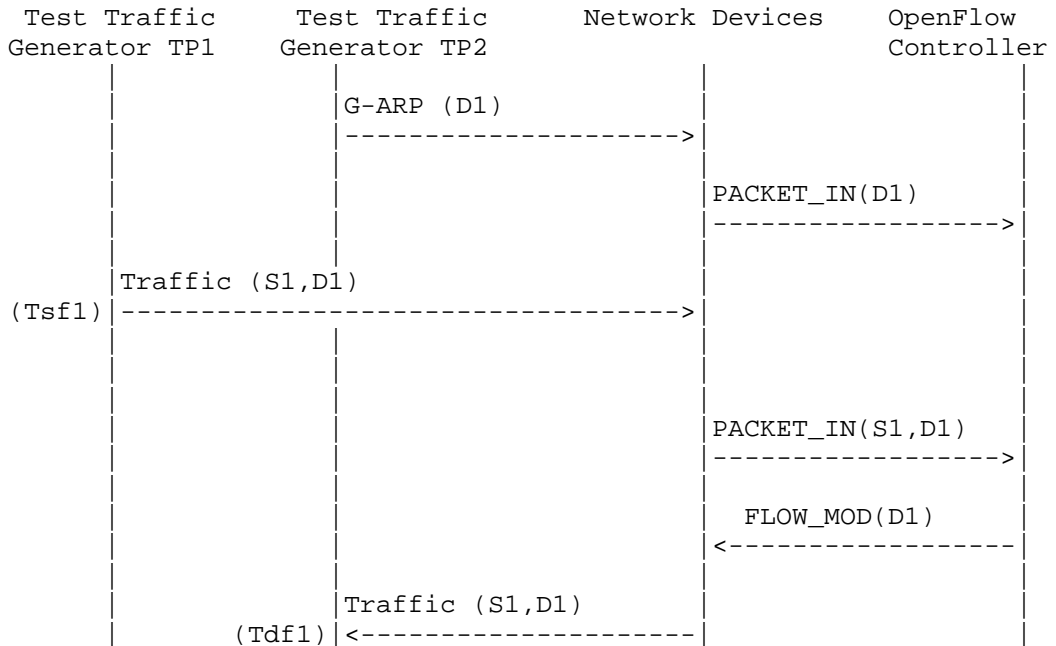 Test Traffic Test Traffic Network Devices OpenFlow
Generator TP1 Generator TP2 Controller
G-ARP (D1)
PACKET_IN(D1)
Traffic (S1,D1)
(Tsf1)
PACKET_IN(S1,D1)
FLOW_MOD(D1)
Traffic (S1,D1)
(Tdf1)